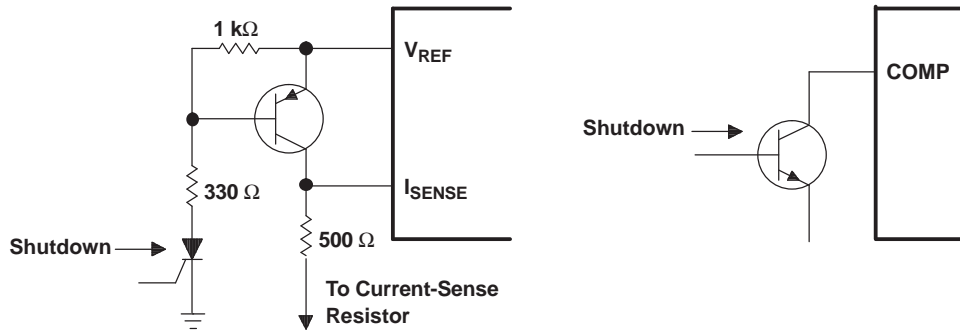 1 kΩ
V_REF
330 Ω
I_SENSE
500 Ω
Shutdown
To Current-Sense
Resistor
Shutdown
COMP